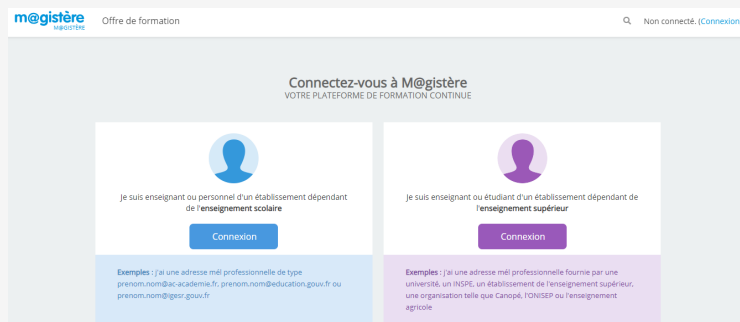 m@gistère
M@GISTÈRE
Offre de formation
Non connecté. (Connexion
Connectez-vous à M@gistère
VOTRE PLATEFORME DE FORMATION CONTINUE
Je suis enseignant ou personnel d'un établissement dépendant
de l'enseignement scolaire
Connexion
Exemples : j'ai une adresse mél professionnelle de type
prenom.nom@ac-academie.fr, prenom.nom@education.gouv.fr ou
prenom.nom@igesr.gouv.fr
Je suis enseignant ou étudiant d'un établissement dépendant de
l'enseignement supérieur
Connexion
Exemples : j'ai une adresse mél professionnelle fournie par une
université, un INSPE, un établissement de l'enseignement supérieur,
une organisation telle que Canopé, l'ONISEP ou l'enseignement
agricole